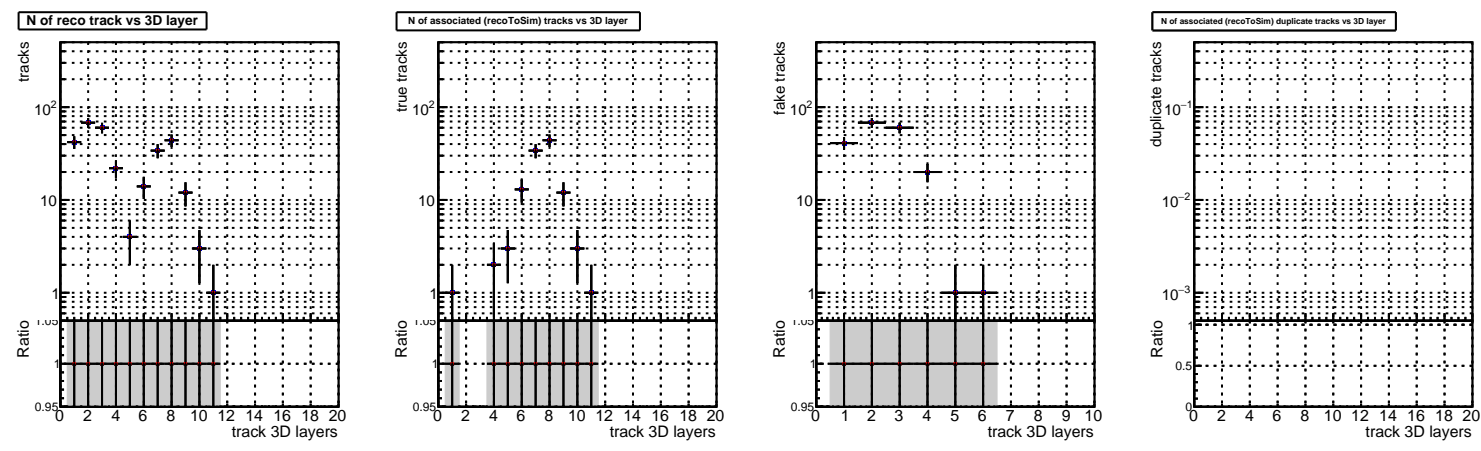 N of reco track vs 3D layer
tracks
10²
10
1
Ratio
1.05
1
0.95
0 2 4 6 8 10 12 14 16 18 20
track 3D layers
N of associated (recoToSim) tracks vs 3D layer
true tracks
10²
10
1
Ratio
1.05
1
0.95
0 2 4 6 8 10 12 14 16 18 20
track 3D layers
fake tracks
10²
10
1
Ratio
1.05
1
0.95
0 1 2 3 4 5 6 7 8 9 10
track 3D layers
N of associated (recoToSim) duplicate tracks vs 3D layer
duplicate tracks
10⁻¹
10⁻²
10⁻³
Ratio
1
0.5
0
0 2 4 6 8 10 12 14 16 18 20
track 3D layers